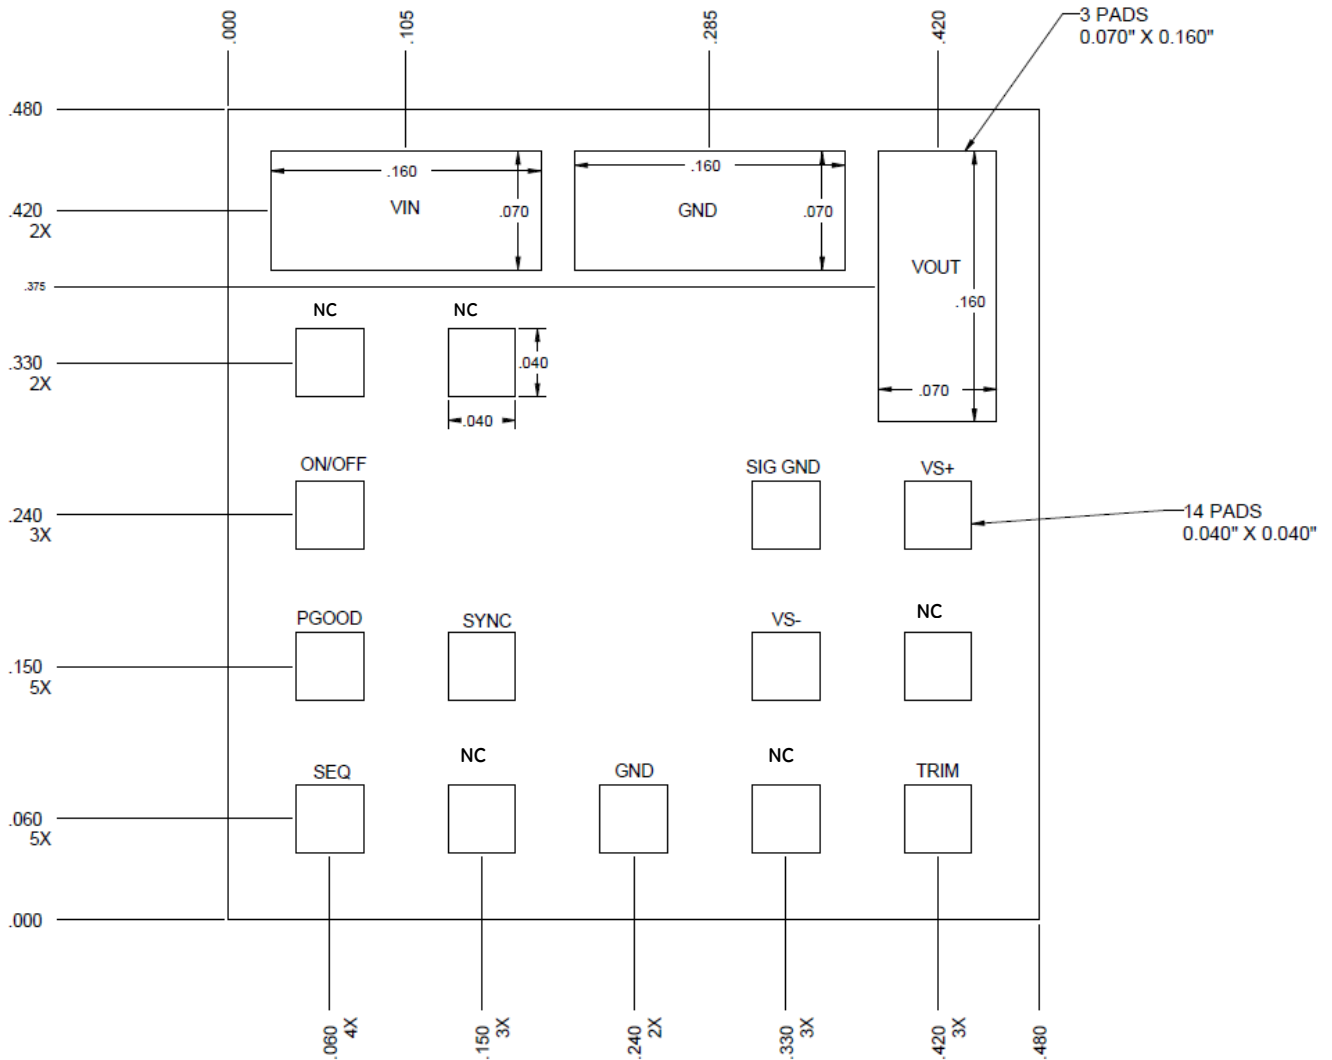 .000
.105
.285
.420
3 PADS
0.070" X 0.160"
.480
.160
.160
.420
2X
VIN
.070
GND
.070
VOUT
.375
.160
NC
NC
.330
2X
.040
.070
.040
ON/OFF
SIG GND
VS+
.240
3X
14 PADS
0.040" X 0.040"
PGOOD
SYNC
VS-
NC
.150
5X
SEQ
NC
GND
NC
TRIM
.060
5X
.000
.060
4X
.150
3X
.240
2X
.330
3X
.420
3X
.480